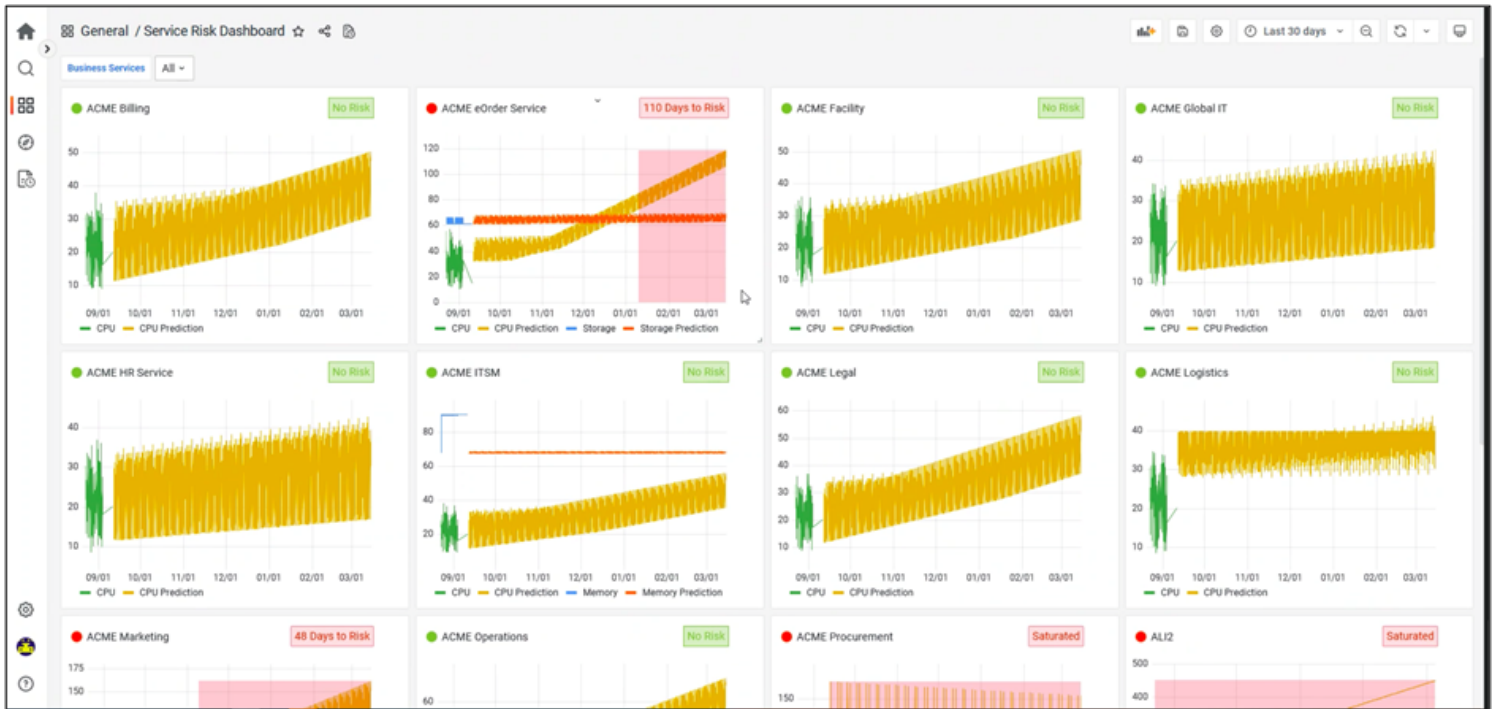 General / Service Risk Dashboard
Last 30 days
Business Services All
ACME Billing No Risk
50
40
30
20
10
09/01 10/01 11/01 12/01 01/01 02/01 03/01
CPU CPU Prediction
ACME eOrder Service 110 Days to Risk
120
100
80
60
40
20
0
09/01 10/01 11/01 12/01 01/01 02/01 03/01
CPU CPU Prediction Storage Storage Prediction
ACME Facility No Risk
50
40
30
20
10
09/01 10/01 11/01 12/01 01/01 02/01 03/01
CPU CPU Prediction
ACME Global IT No Risk
40
30
20
10
09/01 10/01 11/01 12/01 01/01 02/01 03/01
CPU CPU Prediction
ACME HR Service No Risk
40
30
20
10
09/01 10/01 11/01 12/01 01/01 02/01 03/01
CPU CPU Prediction
ACME ITSM No Risk
80
60
40
20
09/01 10/01 11/01 12/01 01/01 02/01 03/01
CPU CPU Prediction Memory Memory Prediction
ACME Legal No Risk
60
50
40
30
20
10
09/01 10/01 11/01 12/01 01/01 02/01 03/01
CPU CPU Prediction
ACME Logistics No Risk
40
30
20
10
09/01 10/01 11/01 12/01 01/01 02/01 03/01
CPU CPU Prediction
ACME Marketing 48 Days to Risk
175
150
ACME Operations No Risk
60
ACME Procurement Saturated
150
ALI2 Saturated
500
400